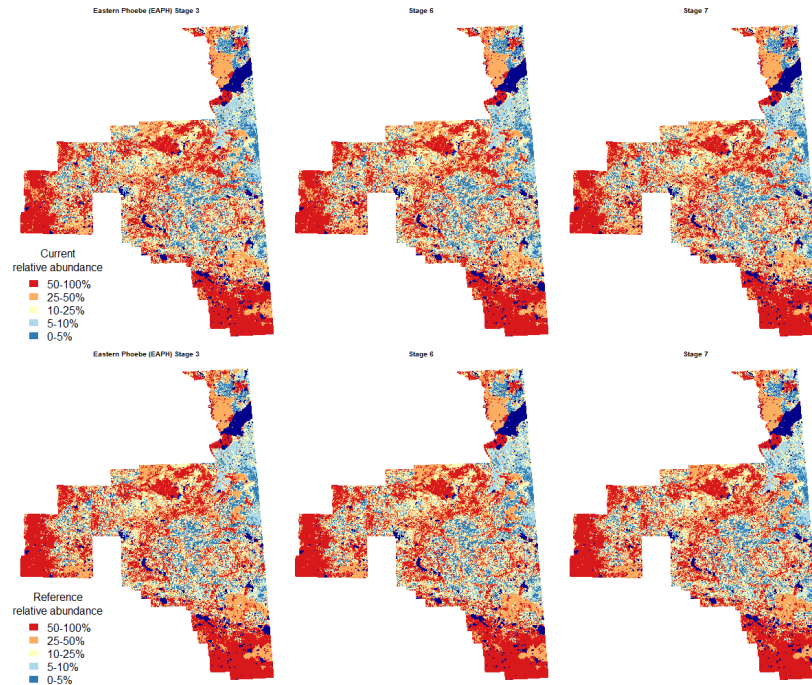 Eastern Phoebe (EAPH) Stage 3
Stage 6
Stage 7
Current
relative abundance
50-100%
25-50%
10-25%
5-10%
0-5%
Eastern Phoebe (EAPH) Stage 3
Stage 6
Stage 7
Reference
relative abundance
50-100%
25-50%
10-25%
5-10%
0-5%